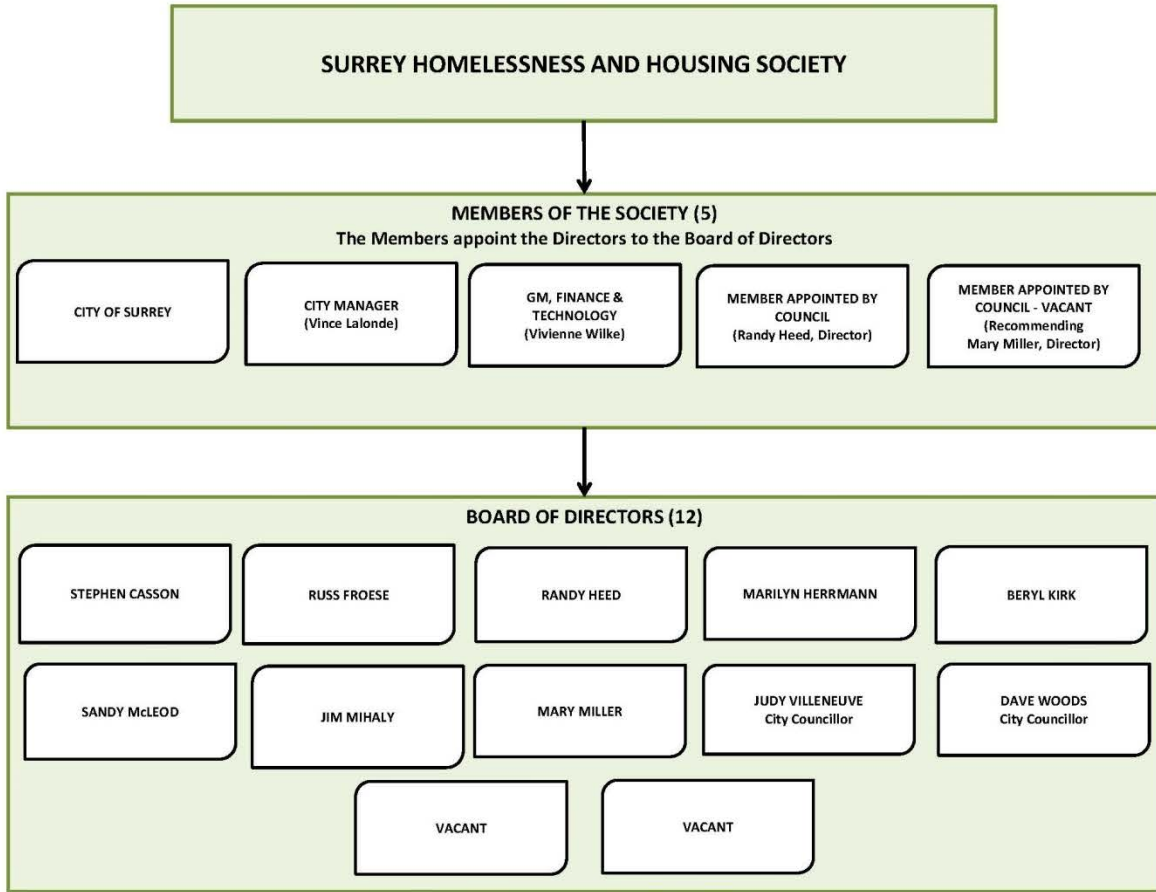 SURREY HOMELESSNESS AND HOUSING SOCIETY
MEMBERS OF THE SOCIETY (5)
The Members appoint the Directors to the Board of Directors
CITY OF SURREY
CITY MANAGER
(Vince Lalonde)
GM, FINANCE &
TECHNOLOGY
(Vivienne Wilke)
MEMBER APPOINTED BY
COUNCIL
(Randy Heed, Director)
MEMBER APPOINTED BY
COUNCIL - VACANT
(Recommending
Mary Miller, Director)
BOARD OF DIRECTORS (12)
STEPHEN CASSON
RUSS FROESE
RANDY HEED
MARILYN HERRMANN
BERYL KIRK
SANDY McLEOD
JIM MIHALY
MARY MILLER
JUDY VILLENEUVE
City Councillor
DAVE WOODS
City Councillor
VACANT
VACANT